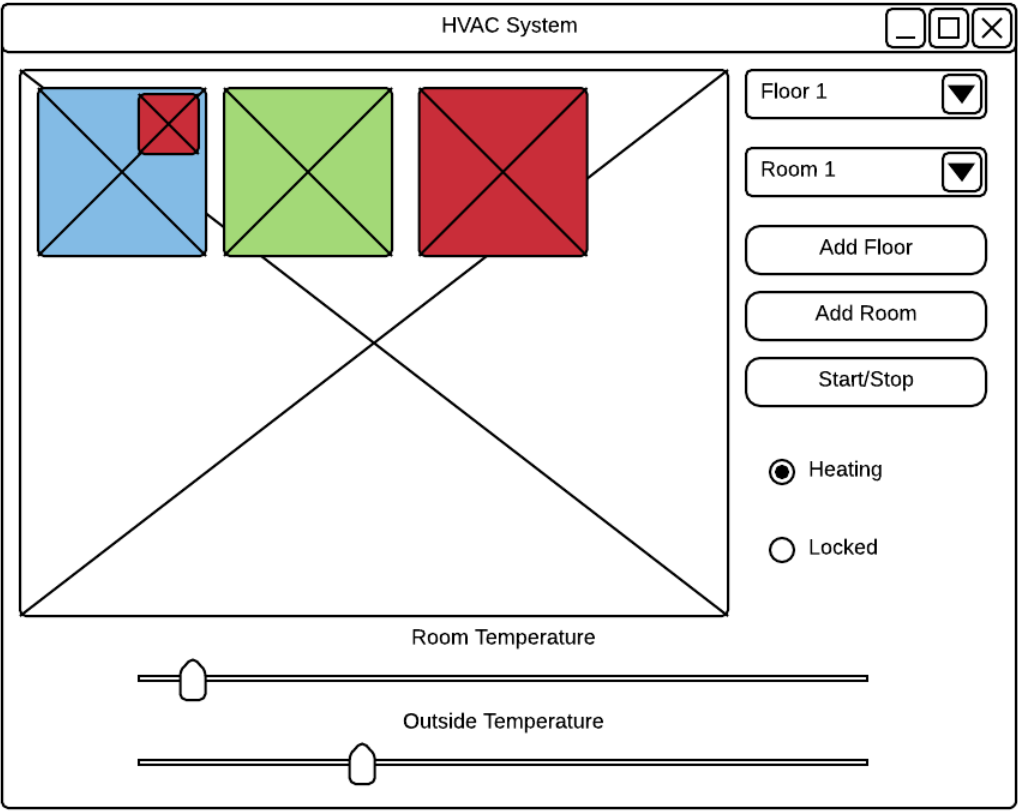 HVAC System
Floor 1
Room 1
Add Floor
Add Room
Start/Stop
Heating
Locked
Room Temperature
Outside Temperature